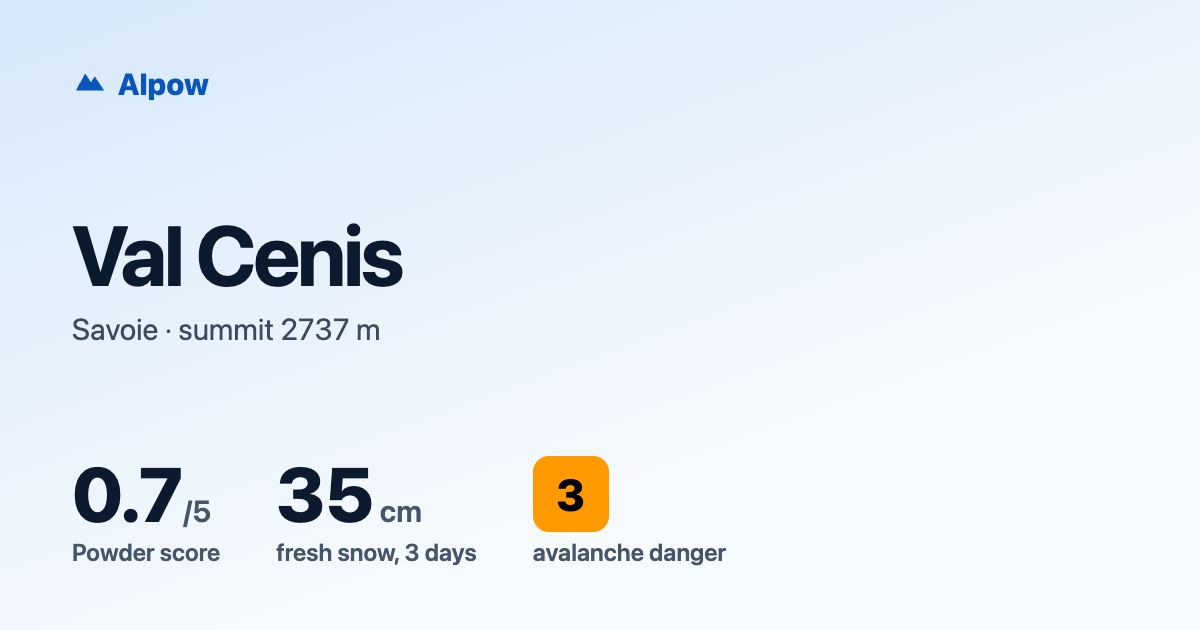 Alpow
Val Cenis
Savoie · summit 2737 m
0.7/5
Powder score
35 cm
fresh snow, 3 days
3
avalanche danger